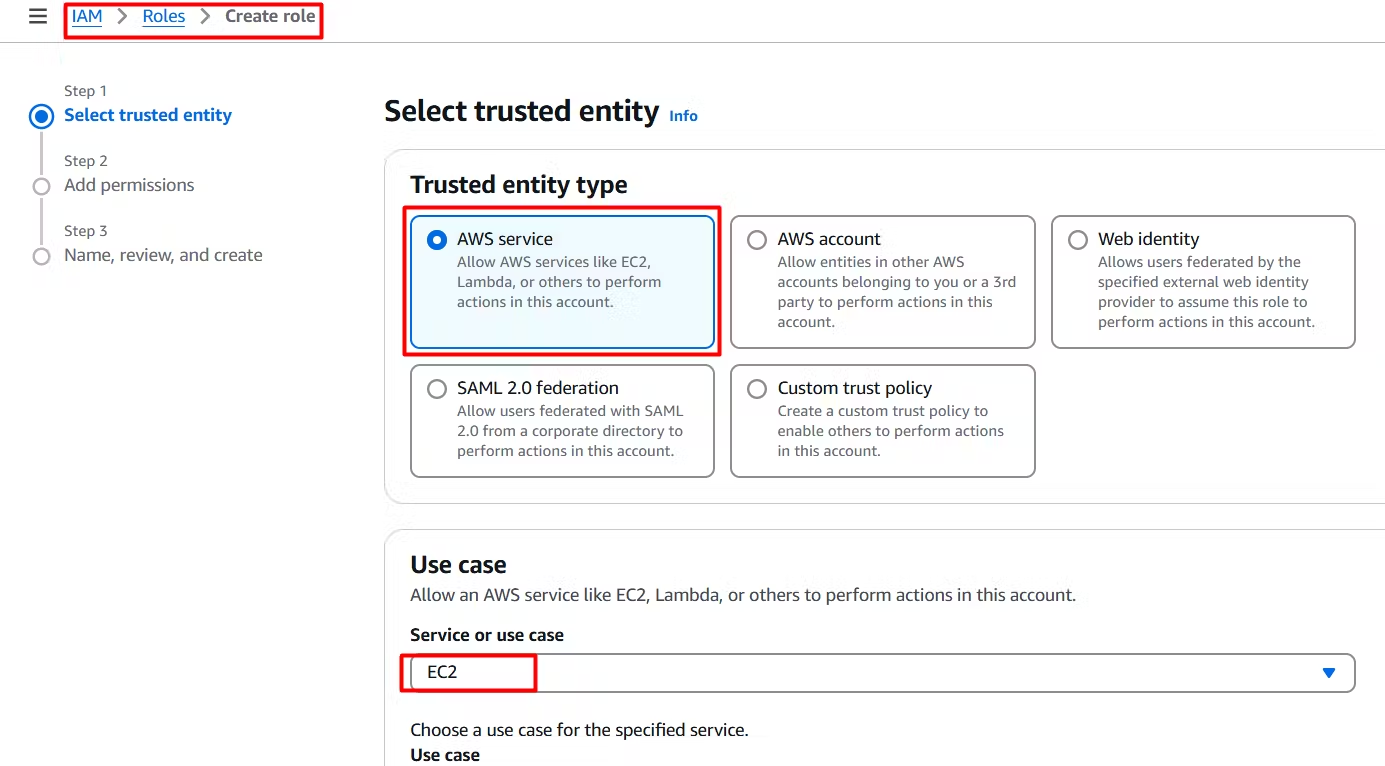 IAM > Roles > Create role
Step 1
Select trusted entity
Step 2
Add permissions
Step 3
Name, review, and create
Select trusted entity Info
Trusted entity type
AWS service
Allow AWS services like EC2,
Lambda, or others to perform
actions in this account.
AWS account
Allow entities in other AWS
accounts belonging to you or a 3rd
party to perform actions in this
account.
Web identity
Allows users federated by the
specified external web identity
provider to assume this role to
perform actions in this account.
SAML 2.0 federation
Allow users federated with SAML
2.0 from a corporate directory to
perform actions in this account.
Custom trust policy
Create a custom trust policy to
enable others to perform actions
in this account.
Use case
Allow an AWS service like EC2, Lambda, or others to perform actions in this account.
Service or use case
EC2
Choose a use case for the specified service.
Use case